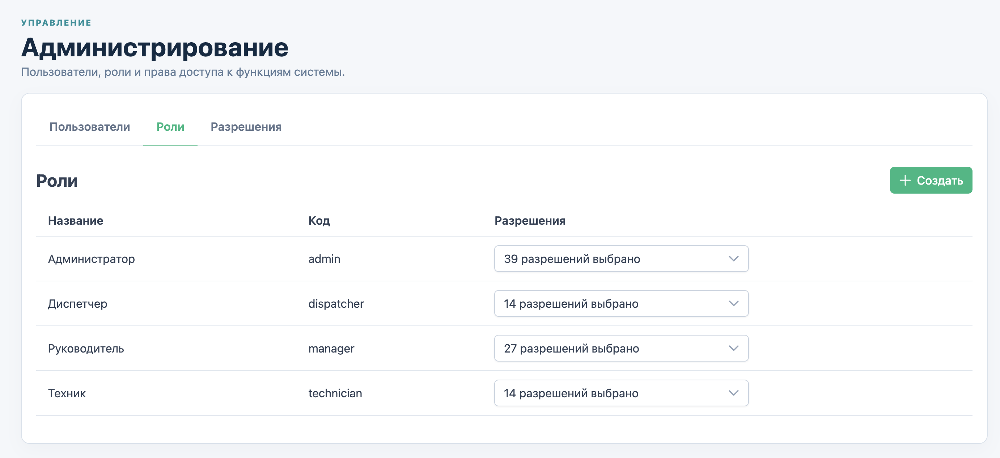 УПРАВЛЕНИЕ
Администрирование
Пользователи, роли и права доступа к функциям системы.
Пользователи Роли Разрешения
Роли
Создать
Название Код Разрешения
Администратор admin 39 разрешений выбрано
Диспетчер dispatcher 14 разрешений выбрано
Руководитель manager 27 разрешений выбрано
Техник technician 14 разрешений выбрано